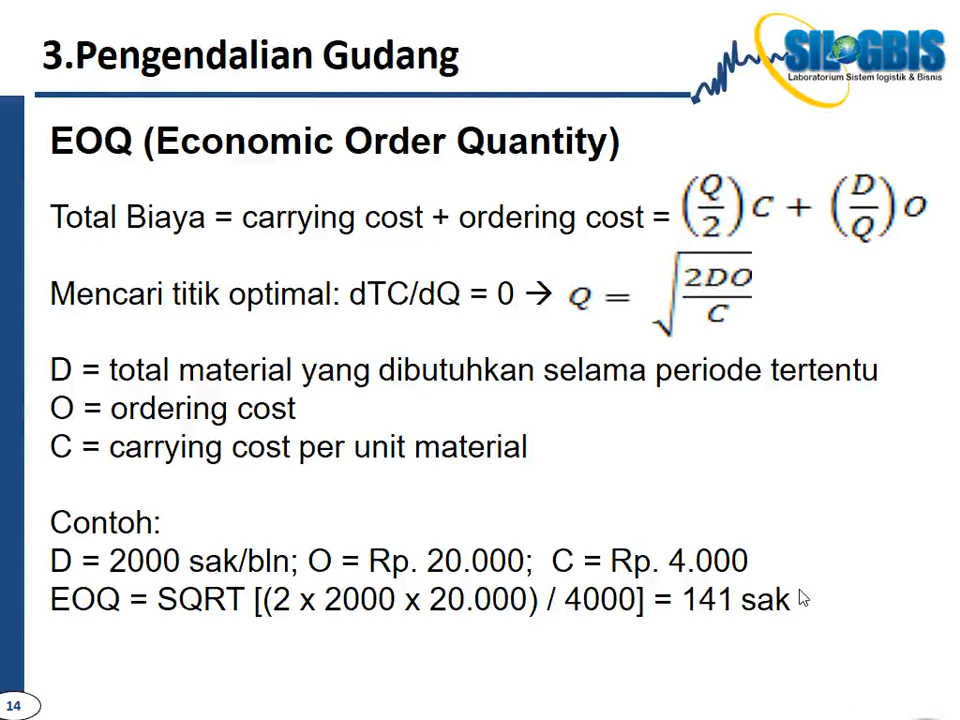 3.Pengendalian Gudang
SILOGBIS
Laboratorium Sistem logistik & Bisnis
EOQ (Economic Order Quantity)
Total Biaya = carrying cost + ordering cost = (Q/2) C + (D/Q) O
Mencari titik optimal: dTC/dQ = 0 → Q = √(2DO/C)
D = total material yang dibutuhkan selama periode tertentu
O = ordering cost
C = carrying cost per unit material
Contoh:
D = 2000 sak/bln; O = Rp. 20.000; C = Rp. 4.000
EOQ = SQRT [(2 x 2000 x 20.000) / 4000] = 141 sak
14